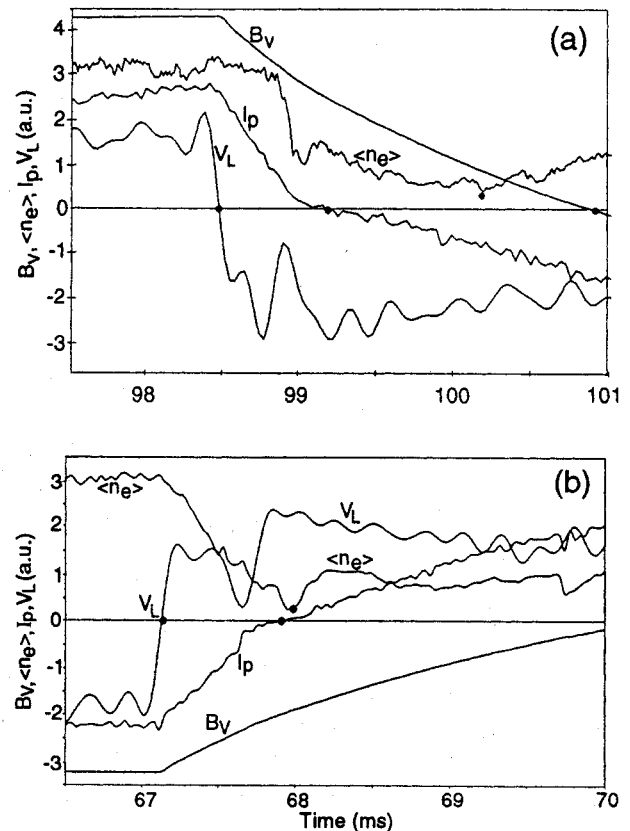 (a)
B_V, <n_e>, I_p, V_L (a.u.)
4
3
2
1
0
-1
-2
-3
B_V
I_p
<n_e>
V_L
98
99
100
101
(b)
B_V, <n_e>, I_p, V_L (a.u.)
3
2
1
0
-1
-2
-3
<n_e>
V_L
<n_e>
V_L
I_p
B_V
67
68
69
70
Time (ms)